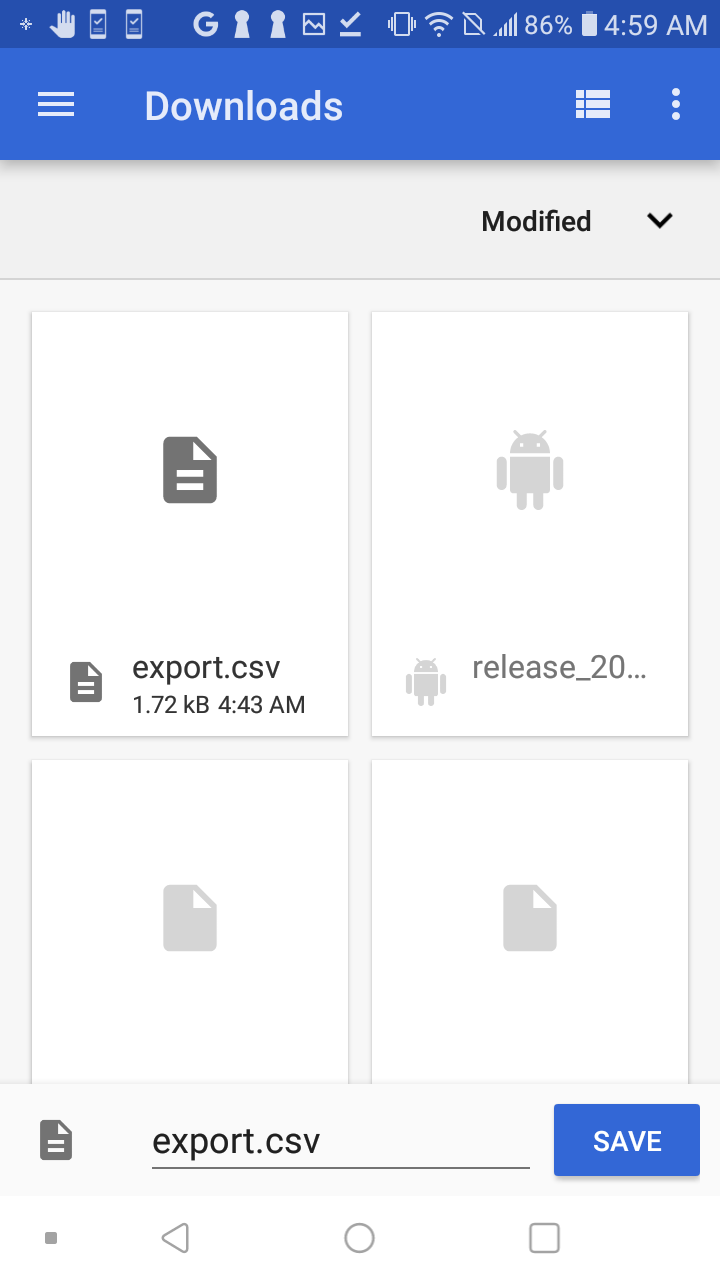 86% 4:59 AM
Downloads
Modified
export.csv
1.72 kB 4:43 AM
release_20...
export.csv
SAVE